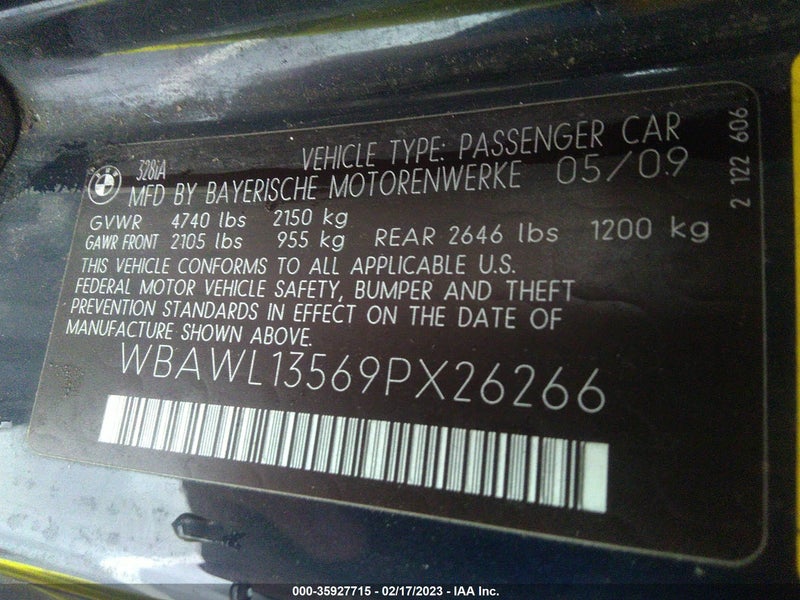 BMW
328iA VEHICLE TYPE: PASSENGER CAR
MFD BY BAYERISCHE MOTORENWERKE 05/09
GVWR 4740 lbs 2150 kg
GAWR FRONT 2105 lbs 955 kg REAR 2646 lbs 1200 kg
THIS VEHICLE CONFORMS TO ALL APPLICABLE U.S.
FEDERAL MOTOR VEHICLE SAFETY, BUMPER AND THEFT
PREVENTION STANDARDS IN EFFECT ON THE DATE OF
MANUFACTURE SHOWN ABOVE.
WBAWL13569PX26266
2 122 606
000-35927715 - 02/17/2023 - IAA Inc.